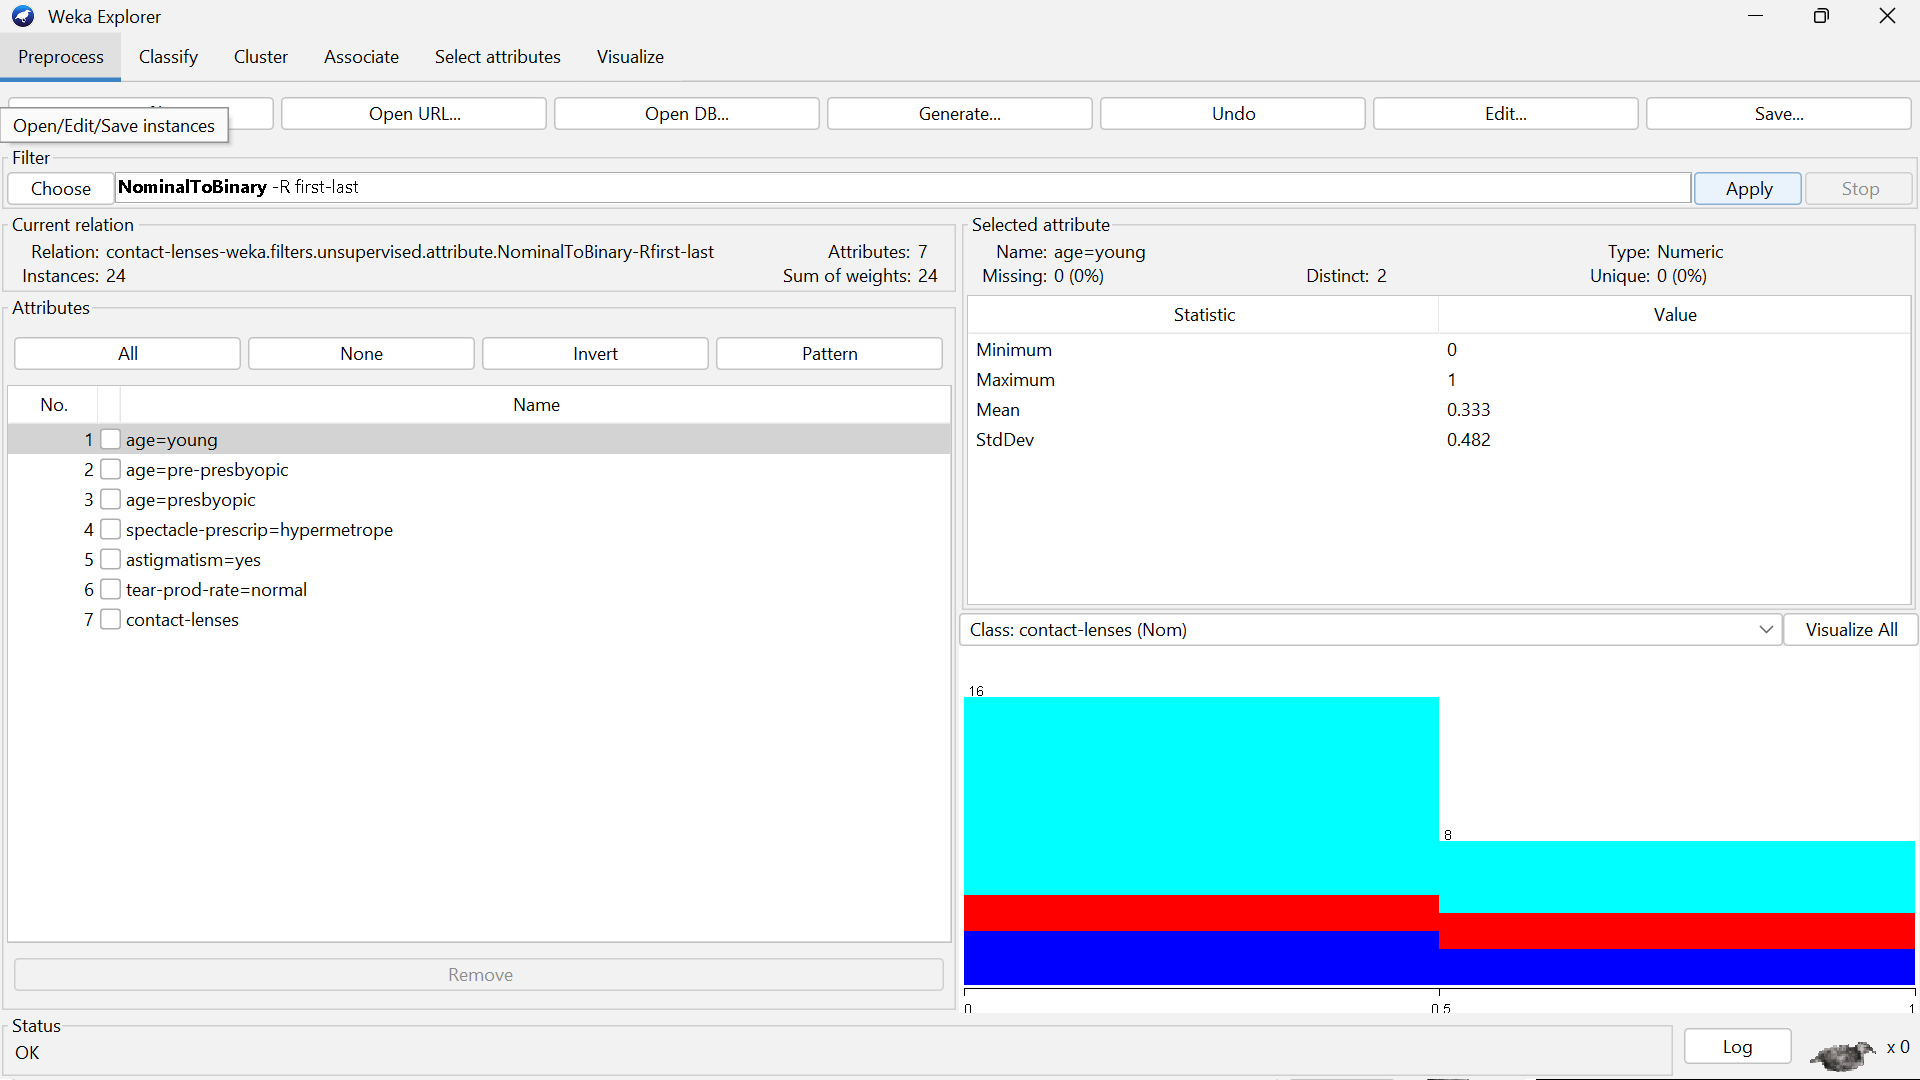 Weka Explorer
Preprocess Classify Cluster Associate Select attributes Visualize
Open URL... Open DB... Generate... Undo Edit... Save...
Open/Edit/Save instances
Filter
Choose NominalToBinary -R first-last Apply Stop
Current relation
Relation: contact-lenses-weka.filters.unsupervised.attribute.NominalToBinary-Rfirst-last Attributes: 7
Instances: 24 Sum of weights: 24
Attributes
All None Invert Pattern
No. Name
1 age=young
2 age=pre-presbyopic
3 age=presbyopic
4 spectacle-prescrip=hypermetrope
5 astigmatism=yes
6 tear-prod-rate=normal
7 contact-lenses
Remove
Selected attribute
Name: age=young Type: Numeric
Missing: 0 (0%) Distinct: 2 Unique: 0 (0%)
Statistic Value
Minimum 0
Maximum 1
Mean 0.333
StdDev 0.482
Class: contact-lenses (Nom) Visualize All
16
8
0 0.5 1
Status
OK
Log x 0